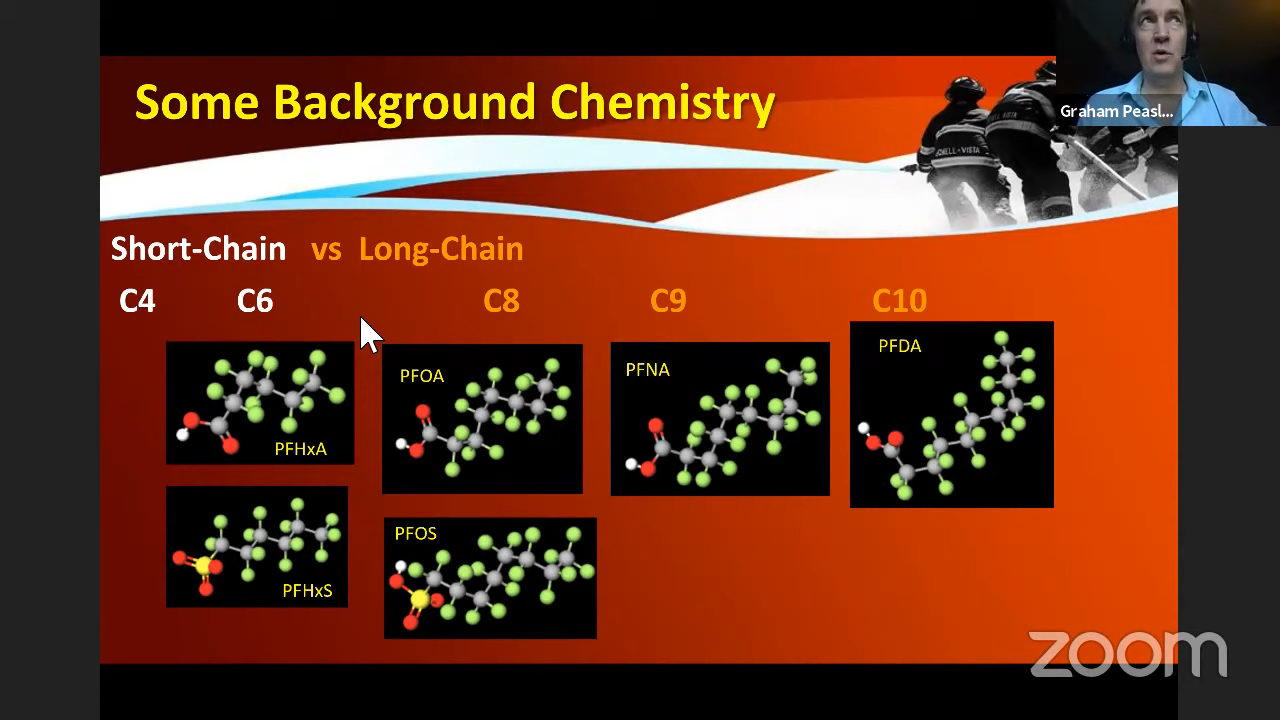 Some Background Chemistry
Graham Peasl...
Short-Chain vs Long-Chain
C4 C6 C8 C9 C10
PFHxA
PFOA
PFNA
PFDA
PFHxS
PFOS
zoom